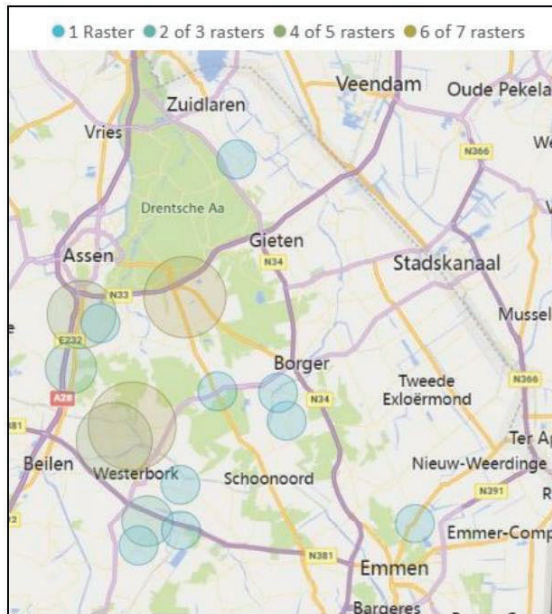 1 Raster 2 of 3 rasters 4 of 5 rasters 6 of 7 rasters
Veendam
Oude Pekela
Zuidlaren
Vries
N366
Drentsche Aa
Gieten
Assen
N34
Stadskanaal
N33
Mussel
E232
Borger
Tweede
Exloërmond
N366
A28
N34
Ter Ap
Beilen
Westerbork
Schoonoord
Nieuw-Weerdinge
N391
Emmer-Comp
N381
Emmen
Bargeres